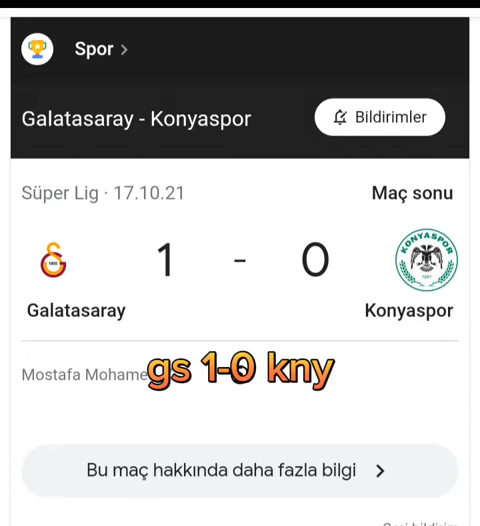 Spor >
Galatasaray - Konyaspor
Bildirimler
Süper Lig · 17.10.21
Maç sonu
1 - 0
KONYASPOR
Galatasaray
Konyaspor
Mostafa
gs 1-0 kny
Bu maç hakkında daha fazla bilgi >